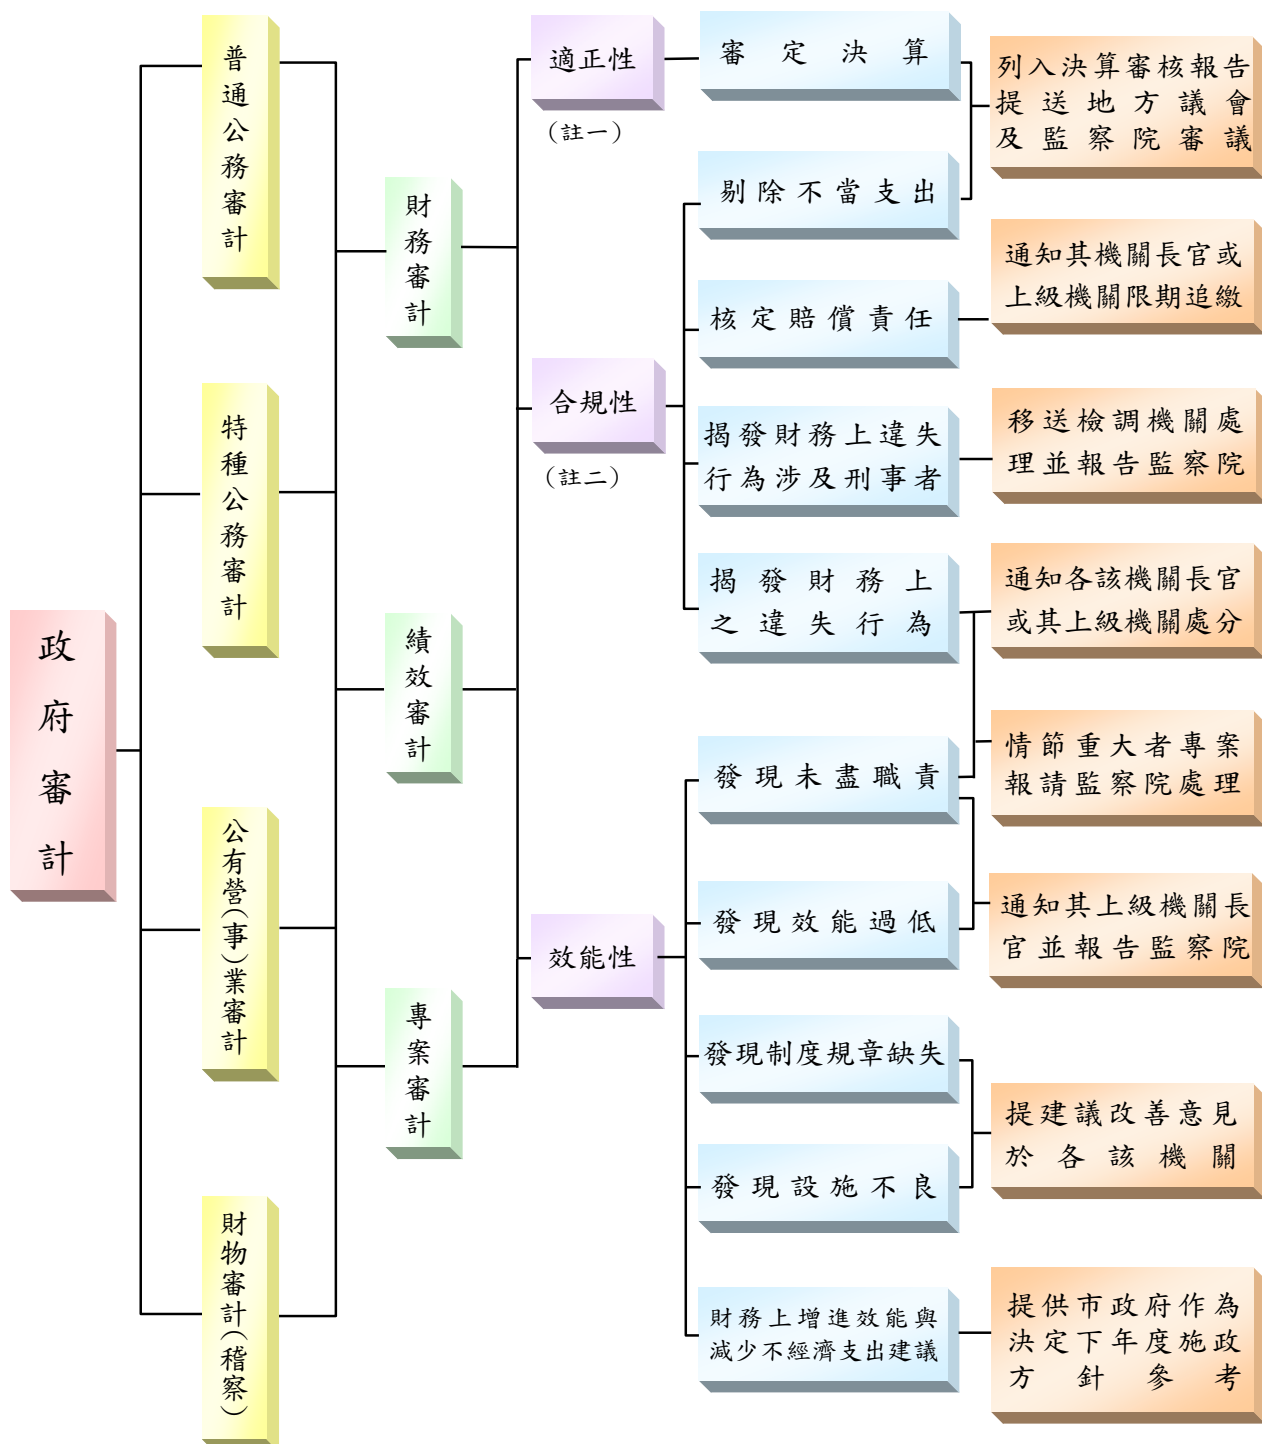 政府審計
普通公務審計
特種公務審計
公有營(事)業審計
財物審計(稽察)
財務審計
績效審計
專案審計
適正性
(註一)
合規性
(註二)
效能性
審定決算
剔除不當支出
核定賠償責任
揭發財務上違失
行為涉及刑事者
揭發財務上
之違失行為
發現未盡職責
發現效能過低
發現制度規章缺失
發現設施不良
財務上增進效能與
減少不經濟支出建議
列入決算審核報告
提送地方議會
及監察院審議
通知其機關長官或
上級機關限期追繳
移送檢調機關處
理並報告監察院
通知各該機關長官
或其上級機關處分
情節重大者專案
報請監察院處理
通知其上級機關長
官並報告監察院
提建議改善意見
於各該機關
提供市政府作為
決定下年度施政
方針參考